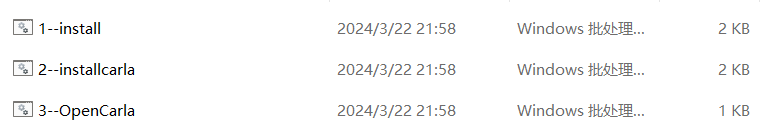 1--install 2024/3/22 21:58 Windows 批处理... 2 KB
2--installcarla 2024/3/22 21:58 Windows 批处理... 2 KB
3--OpenCarla 2024/3/22 21:58 Windows 批处理... 1 KB